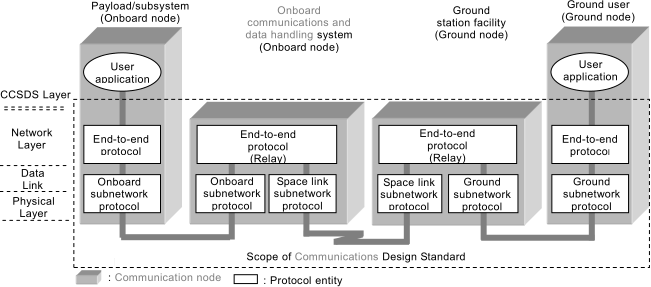 Payload/subsystem
(Onboard node)
Onboard
communications and
data handling system
(Onboard node)
Ground
station facility
(Ground node)
Ground user
(Ground node)
User
application
User
application
CCSDS Layer
Network
Layer
End-to-end
protocol
End-to-end
protocol
(Relay)
End-to-end
protocol
(Relay)
End-to-end
protocol
Data
Link
Physical
Layer
Onboard
subnetwork
protocol
Onboard
subnetwork
protocol
Space link
subnetwork
protocol
Space link
subnetwork
protocol
Ground
subnetwork
protocol
Ground
subnetwork
protocol
Scope of Communications Design Standard
: Communication node
: Protocol entity